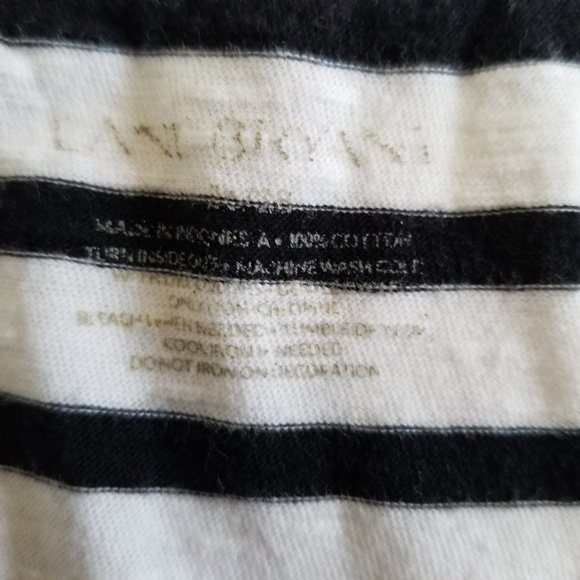 LANE BRYANT
MADE IN INDONESIA • 100% COTTON
TURN INSIDE OUT • MACHINE WASH COLD
ONLY NON-CHLORINE
BLEACH WHEN NEEDED • TUMBLE DRY LOW
COOL IRON IF NEEDED
DO NOT IRON ON DECORATION